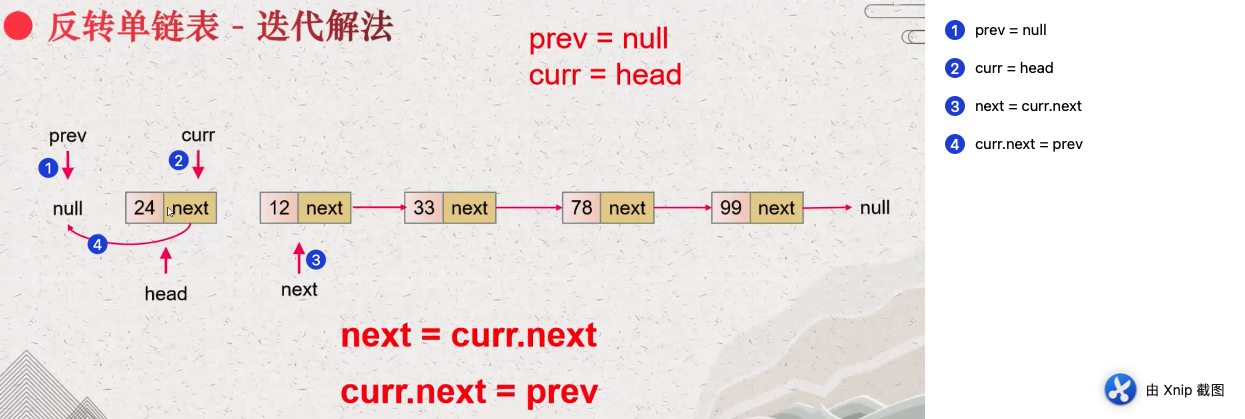 反转单链表 - 迭代解法
prev = null
curr = head
prev
curr
1
2
null
24 next
12 next
33 next
78 next
99 next
null
4
3
head
next
next = curr.next
curr.next = prev
1 prev = null
2 curr = head
3 next = curr.next
4 curr.next = prev
由 Xnip 截图